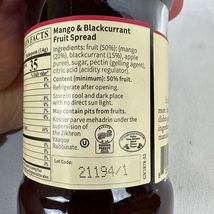 Mango & Blackcurrant
Fruit Spread
Ingredients: fruit (50%): (mango
(20%), blackcurrant (15%), apple
puree), sugar, pectin (gelling agent),
citric acid (acidity regulator).
Content (minimum): 50% fruit.
Refrigerate after opening.
Store in cool and dark place
with no direct sun light.
May contain pits from fruits.
Kosher parve mehadrin
under the supervision
of the Zikhron
Yaakov
Rabbinate.
Lot Code:
21194/1
FACTS
35